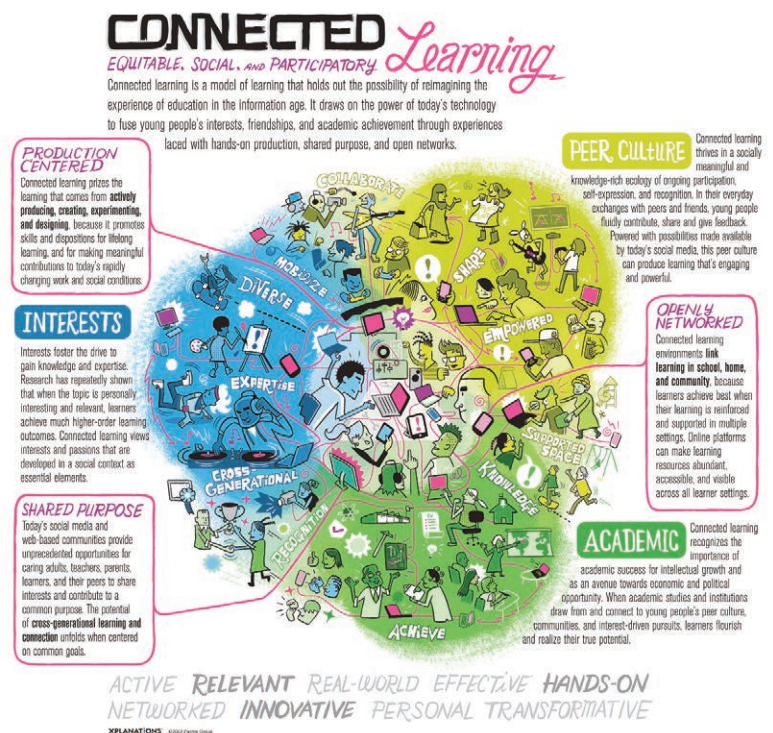 CONNECTED Learning
EQUITABLE, SOCIAL, AND PARTICIPATORY
Connected learning is a model of learning that holds out the possibility of reimagining the
experience of education in the information age. It draws on the power of today's technology
to fuse young people's interests, friendships, and academic achievement through experiences
laced with hands-on production, shared purpose, and open networks.
PRODUCTION
CENTERED
Connected learning prizes the
learning that comes from actively
producing, creating, experimenting,
and designing, because it promotes
skills and dispositions for lifelong
learning, and for making meaningful
contributions to today's rapidly
changing work and social conditions.
INTERESTS
Interests foster the drive to
gain knowledge and expertise.
Research has repeatedly shown
that when the topic is personally
interesting and relevant, learners
achieve much higher-order learning
outcomes. Connected learning views
interests and passions that are
developed in a social context as
essential elements.
SHARED PURPOSE
Today's social media and
web-based communities provide
unprecedented opportunities for
caring adults, teachers, parents,
learners, and their peers to share
interests and contribute to a
common purpose. The potential
of cross-generational learning and
connection unfolds when centered
on common goals.
COLLABORATE
MOBILIZE
DIVERSE
EXPERTISE
CROSS-
GENERATIONAL
RECOGNITION
SHARE
EMPOWERED
SUPPORTED
SPACE
KNOWLEDGE
ACHIEVE
PEER CULTURE
Connected learning
thrives in a socially
meaningful and
knowledge-rich ecology of ongoing participation,
self-expression, and recognition. In their everyday
exchanges with peers and friends, young people
fluidly contribute, share and give feedback.
Powered with possibilities made available
by today's social media, this peer culture
can produce learning that's engaging
and powerful.
OPENLY
NETWORKED
Connected learning
environments link
learning in school, home,
and community, because
learners achieve best when
their learning is reinforced
and supported in multiple
settings. Online platforms
can make learning
resources abundant,
accessible, and visible
across all learner settings.
ACADEMIC
Connected learning
recognizes the
importance of
academic success for intellectual growth and
as an avenue towards economic and political
opportunity. When academic studies and institutions
draw from and connect to young people's peer culture,
communities, and interest-driven pursuits, learners flourish
and realize their true potential.
ACTIVE RELEVANT REAL-WORLD EFFECTIVE HANDS-ON
NETWORKED INNOVATIVE PERSONAL TRANSFORMATIVE
XPLANATIONS